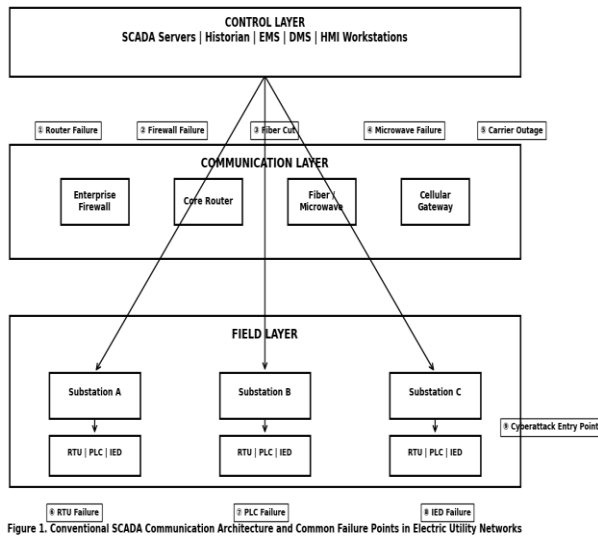 CONTROL LAYER
SCADA Servers | Historian | EMS | DMS | HMI Workstations
① Router Failure
② Firewall Failure
③ Fiber Cut
④ Microwave Failure
⑤ Carrier Outage
COMMUNICATION LAYER
Enterprise
Firewall
Core Router
Fiber /
Microwave
Cellular
Gateway
FIELD LAYER
Substation A
Substation B
Substation C
⑨ Cyberattack Entry Point
RTU | PLC | IED
RTU | PLC | IED
RTU | PLC | IED
⑥ RTU Failure
⑦ PLC Failure
⑧ IED Failure
Figure 1. Conventional SCADA Communication Architecture and Common Failure Points in Electric Utility Networks